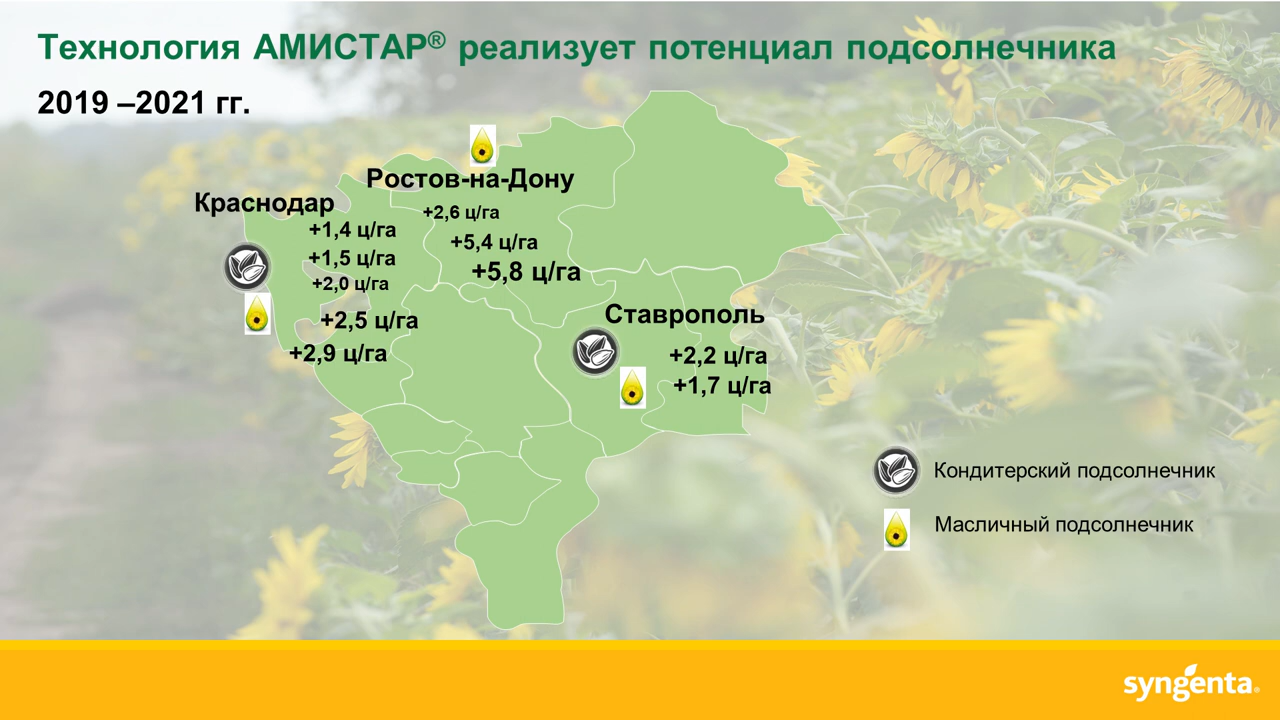 Технология АМИСТАР® реализует потенциал подсолнечника
2019 –2021 гг.
Ростов-на-Дону
+2,6 ц/га
+5,4 ц/га
+5,8 ц/га
Краснодар
+1,4 ц/га
+1,5 ц/га
+2,0 ц/га
+2,5 ц/га
+2,9 ц/га
Ставрополь
+2,2 ц/га
+1,7 ц/га
Кондитерский подсолнечник
Масличный подсолнечник
syngenta®